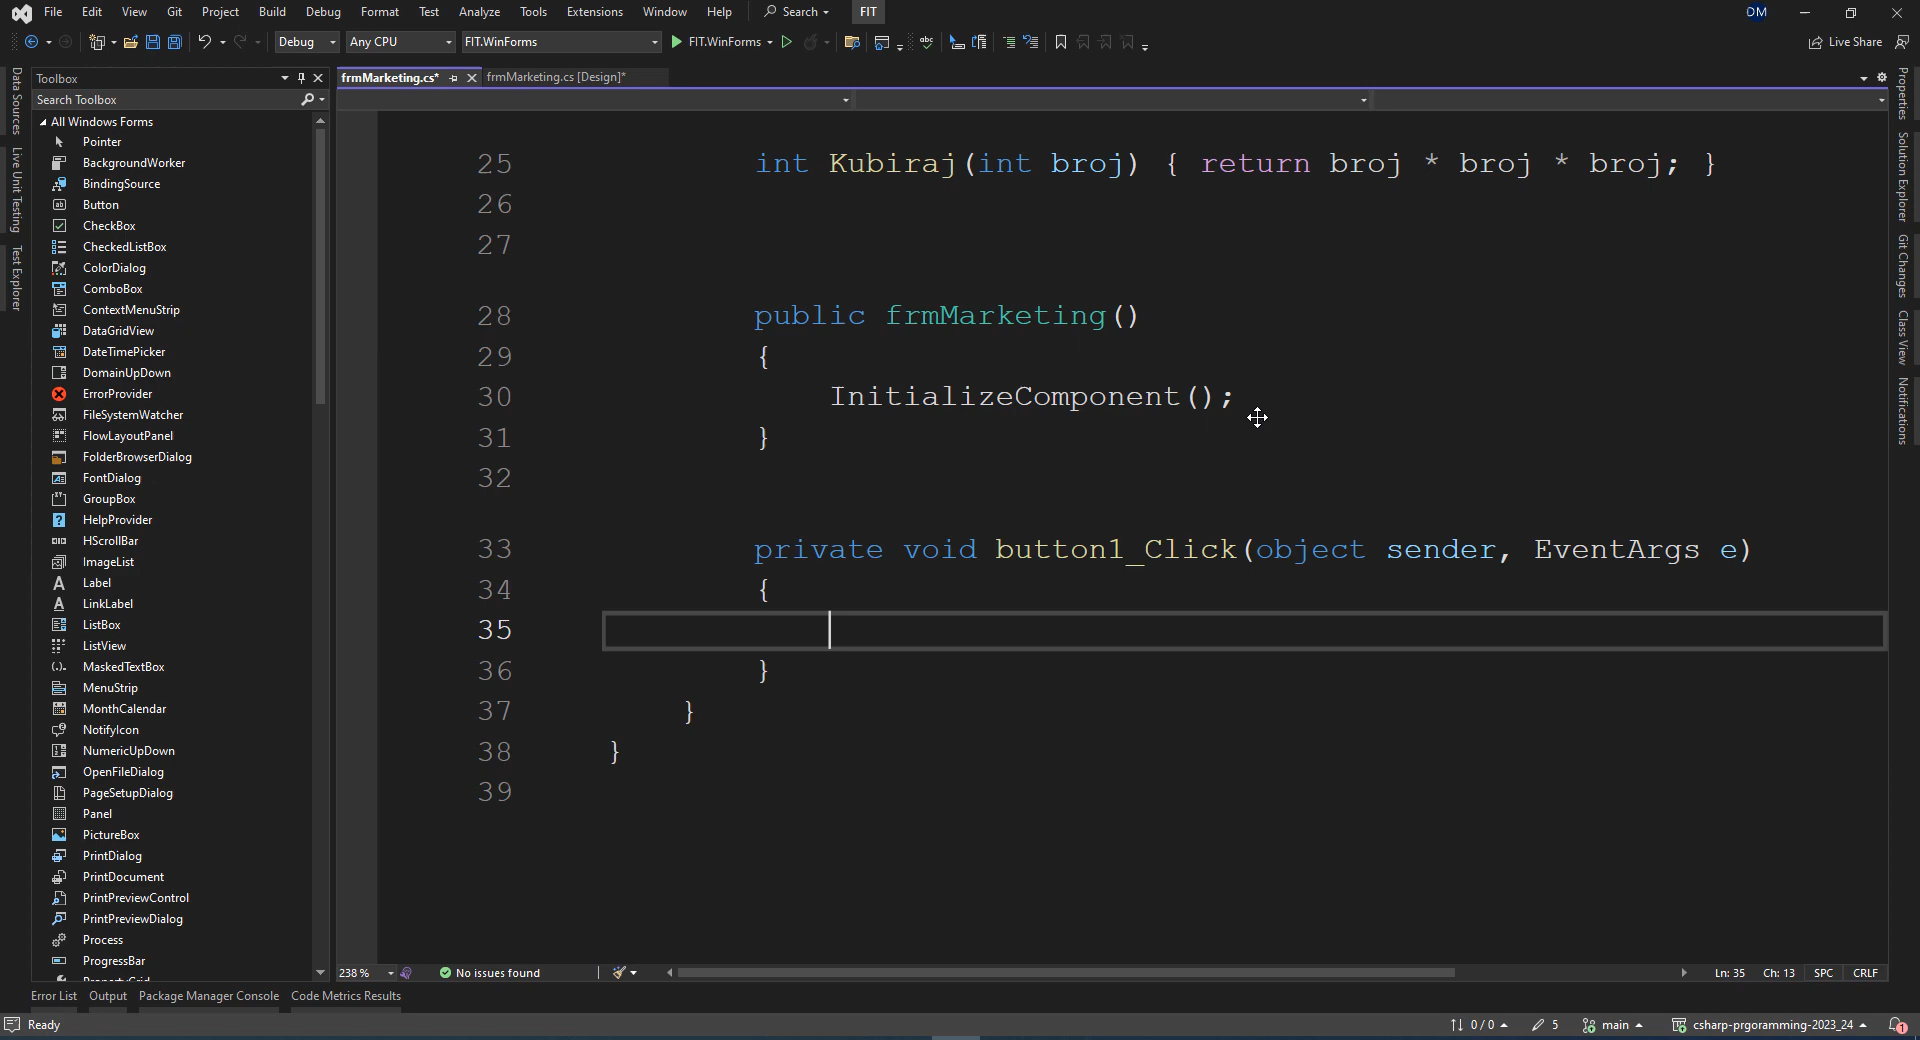 File Edit View Git Project Build Debug Format Test Analyze Tools Extensions Window Help Search FIT OM
Debug Any CPU FIT.WinForms FIT.WinForms Live Share
Toolbox frmMarketing.cs* frmMarketing.cs [Design]*
Search Toolbox
All Windows Forms
Pointer
BackgroundWorker
BindingSource
Button
CheckBox
CheckedListBox
ColorDialog
ComboBox
ContextMenuStrip
DataGridView
DateTimePicker
DomainUpDown
ErrorProvider
FileSystemWatcher
FlowLayoutPanel
FolderBrowserDialog
FontDialog
GroupBox
HelpProvider
HScrollBar
ImageList
Label
LinkLabel
ListBox
ListView
MaskedTextBox
MenuStrip
MonthCalendar
NotifyIcon
NumericUpDown
OpenFileDialog
PageSetupDialog
Panel
PictureBox
PrintDialog
PrintDocument
PrintPreviewControl
PrintPreviewDialog
Process
ProgressBar
Data Sources
Live Unit Testing
Test Explorer
25 int Kubiraj(int broj) { return broj * broj * broj; }
26
27
28 public frmMarketing()
29 {
30 InitializeComponent();
31 }
32
33 private void button1_Click(object sender, EventArgs e)
34 {
35
36 }
37 }
38 }
39
Properties
Solution Explorer
Git Changes
Class View
Notifications
238 % No issues found Ln: 35 Ch: 13 SPC CRLF
Error List Output Package Manager Console Code Metrics Results
Ready 0 / 0 5 main csharp-prgoramming-2023_24 1